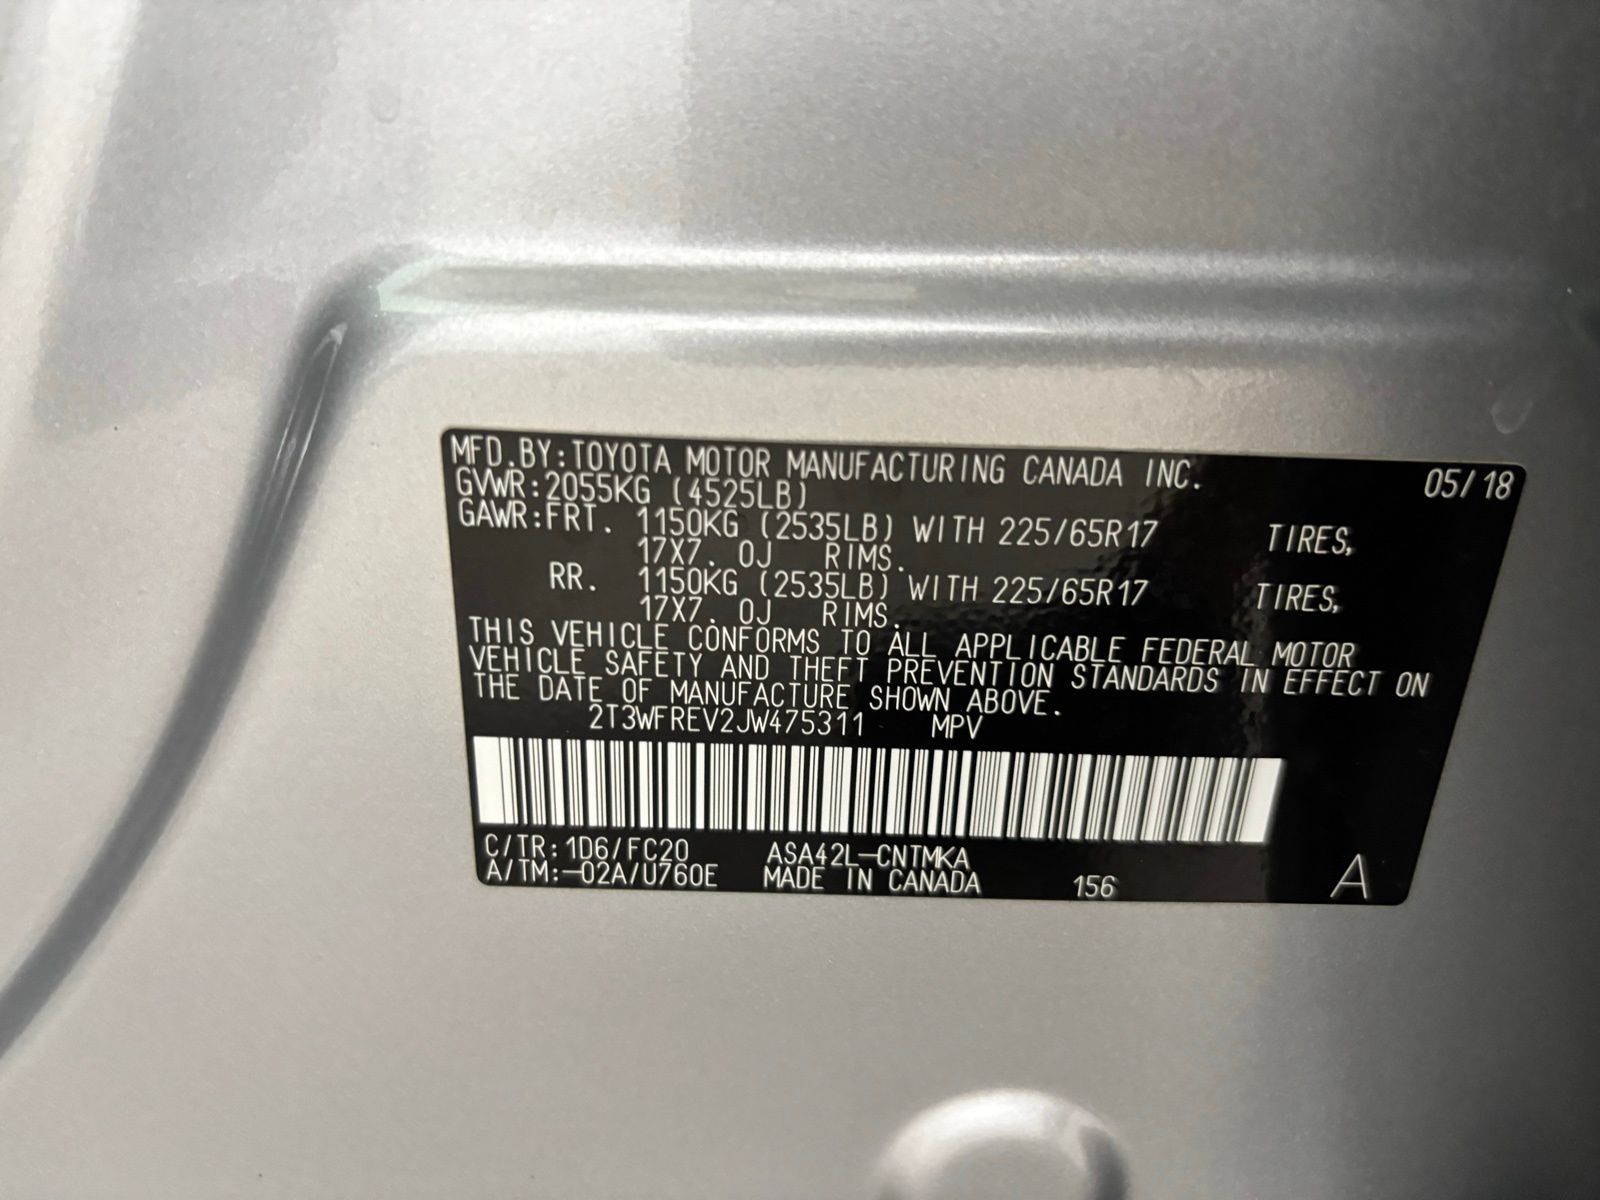 MFD.BY:TOYOTA MOTOR MANUFACTURING CANADA INC. 05/18
GVWR:2055KG (4525LB)
GAWR:FRT. 1150KG (2535LB) WITH 225/65R17 TIRES,
17X7. 0J RIMS.
RR. 1150KG (2535LB) WITH 225/65R17 TIRES,
17X7. 0J RIMS.
THIS VEHICLE CONFORMS TO ALL APPLICABLE FEDERAL MOTOR
VEHICLE SAFETY AND THEFT PREVENTION STANDARDS IN EFFECT ON
THE DATE OF MANUFACTURE SHOWN ABOVE.
2T3WFREV2JW475311 MPV
C/TR:1D6/FC20 ASA42L-CNTMKA
A/TM:-02A/U760E MADE IN CANADA 156 A